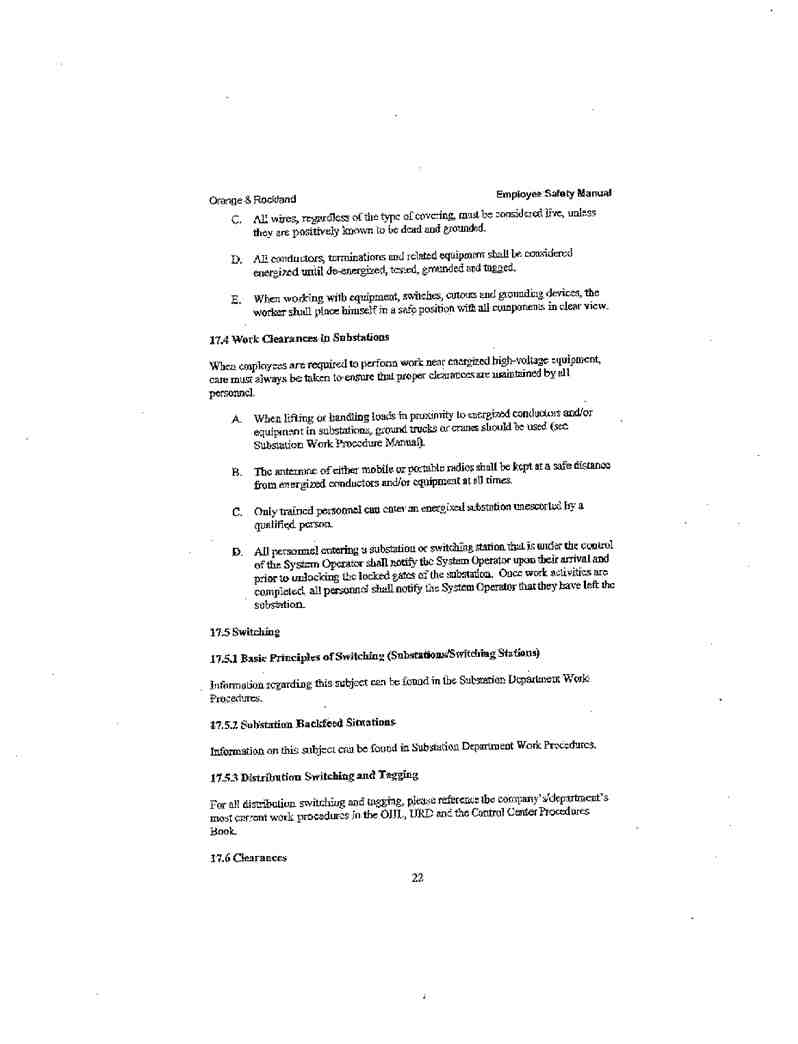 Orange & Rockland Employee Safety Manual
C. All wires, regardless of the type of covering, must be considered live, unless
they are positively known to be dead and grounded.
D. All conductors, terminations and related equipment shall be considered
energized until de-energized, tested, grounded and tagged.
E. When working with equipment, switches, cutouts and grounding devices, the
worker shall place himself in a safe position with all components in clear view.
17.4 Work Clearances in Substations
When employees are required to perform work near energized high-voltage equipment,
care must always be taken to ensure that proper clearances are maintained by all
personnel.
A. When lifting or handling loads in proximity to energized conductors and/or
equipment in substations, ground trucks or cranes should be used (see
Substation Work Procedure Manual).
B. The antennae of either mobile or portable radios shall be kept at a safe distance
from energized conductors and/or equipment at all times.
C. Only trained personnel can enter an energized substation unescorted by a
qualified person.
D. All personnel entering a substation or switching station that is under the control
of the System Operator shall notify the System Operator upon their arrival and
prior to unlocking the locked gates of the substation. Once work activities are
completed, all personnel shall notify the System Operator that they have left the
substation.
17.5 Switching
17.5.1 Basic Principles of Switching (Substations/Switching Stations)
Information regarding this subject can be found in the Substation Department Work
Procedures.
17.5.2 Substation Backfeed Situations
Information on this subject can be found in Substation Department Work Procedures.
17.5.3 Distribution Switching and Tagging
For all distribution switching and tagging, please reference the company's/department's
most current work procedures in the OHL, URD and the Control Center Procedures
Book.
17.6 Clearances
22